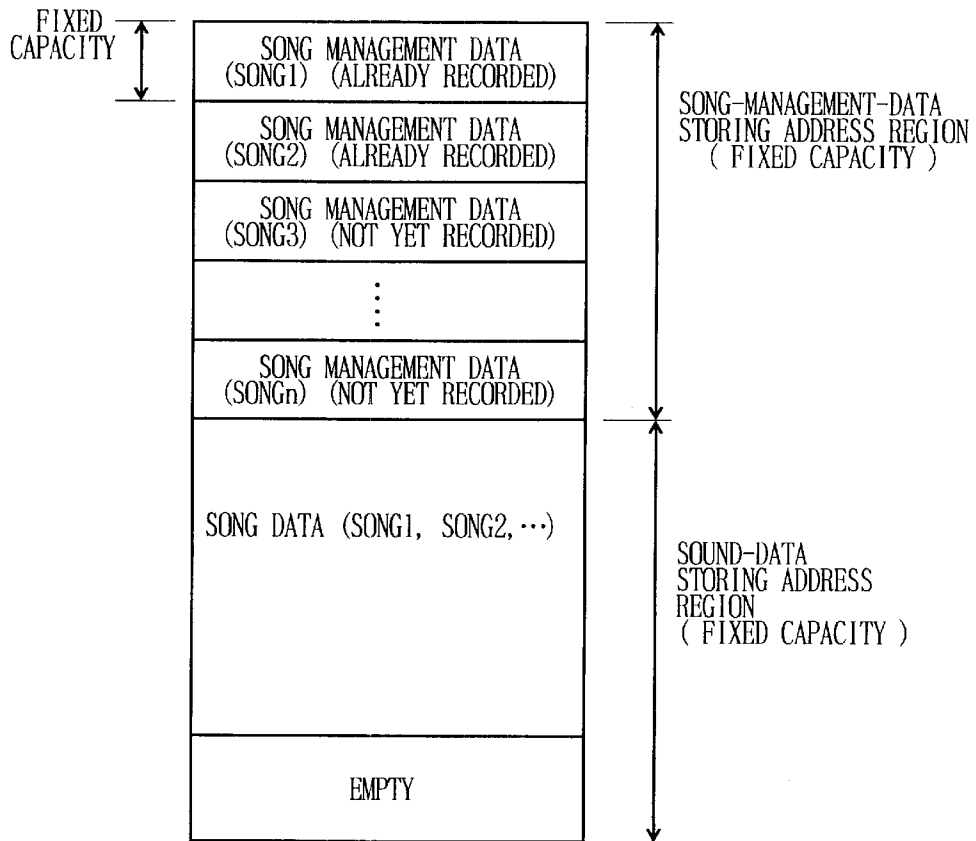 FIXED
CAPACITY
SONG MANAGEMENT DATA
(SONG1) (ALREADY RECORDED)
SONG MANAGEMENT DATA
(SONG2) (ALREADY RECORDED)
SONG MANAGEMENT DATA
(SONG3) (NOT YET RECORDED)
SONG MANAGEMENT DATA
(SONGn) (NOT YET RECORDED)
SONG-MANAGEMENT-DATA
STORING ADDRESS REGION
( FIXED CAPACITY )
SONG DATA (SONG1, SONG2,···)
EMPTY
SOUND-DATA
STORING ADDRESS
REGION
( FIXED CAPACITY )